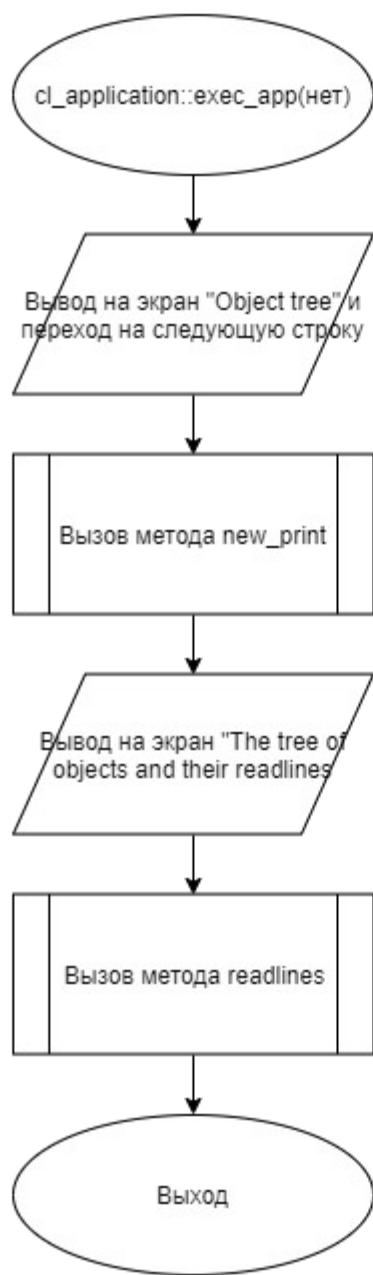 cl_application::exec_app(нет)
Вывод на экран "Object tree" и
переход на следующую строку
Вызов метода new_print
Вывод на экран "The tree of
objects and their readlines
Вызов метода readlines
Выход